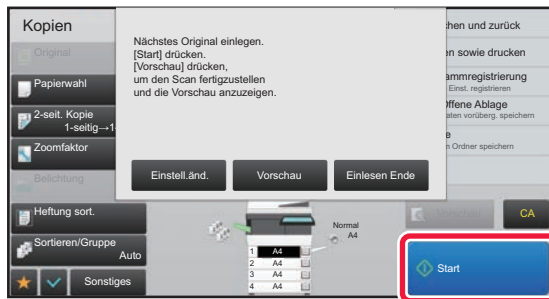 Kopien
Original
Papierwahl
2-seit. Kopie
1-seitig→1-
Zoomfaktor
Belichtung
Heftung sort.
Sortieren/Gruppe
Auto
Sonstiges
Nächstes Original einlegen.
[Start] drücken.
[Vorschau] drücken,
um den Scan fertigzustellen
und die Vorschau anzuzeigen.
Einstell.änd.
Vorschau
Einlesen Ende
Normal
A4
1 A4
2 A4
3 A4
4 A4
hen und zurück
en sowie drucken
ammregistrierung
Einst. registrieren
ffene Ablage
aten vorüberg. speichern
e
n Ordner speichern
Vorschau
CA
Start